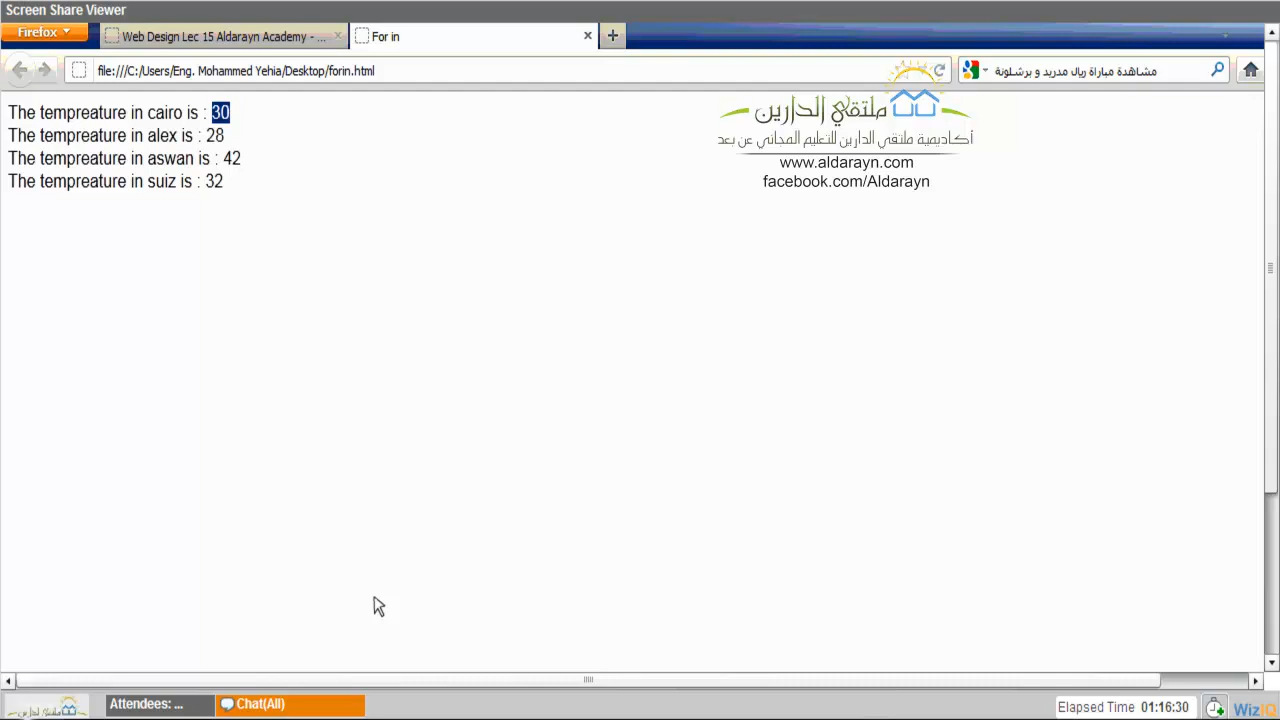 Screen Share Viewer
Firefox
Web Design Lec 15 Aldarayn Academy - ...
For in
file:///C:/Users/Eng. Mohammed Yehia/Desktop/forin.html
مشاهدة مباراة ريال مدريد و برشلونة
The tempreature in cairo is : 30
The tempreature in alex is : 28
The tempreature in aswan is : 42
The tempreature in suiz is : 32
ملتقي الدارين
أكاديمية ملتقي الدارين للتعليم المجاني عن بعد
www.aldarayn.com
facebook.com/Aldarayn
Attendees: ...
Chat(All)
Elapsed Time 01:16:30
WizIQ